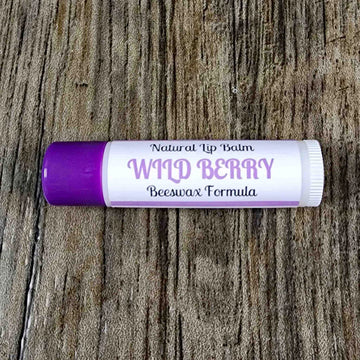 Natural Lip Balm
WILD BERRY
Beeswax Formula